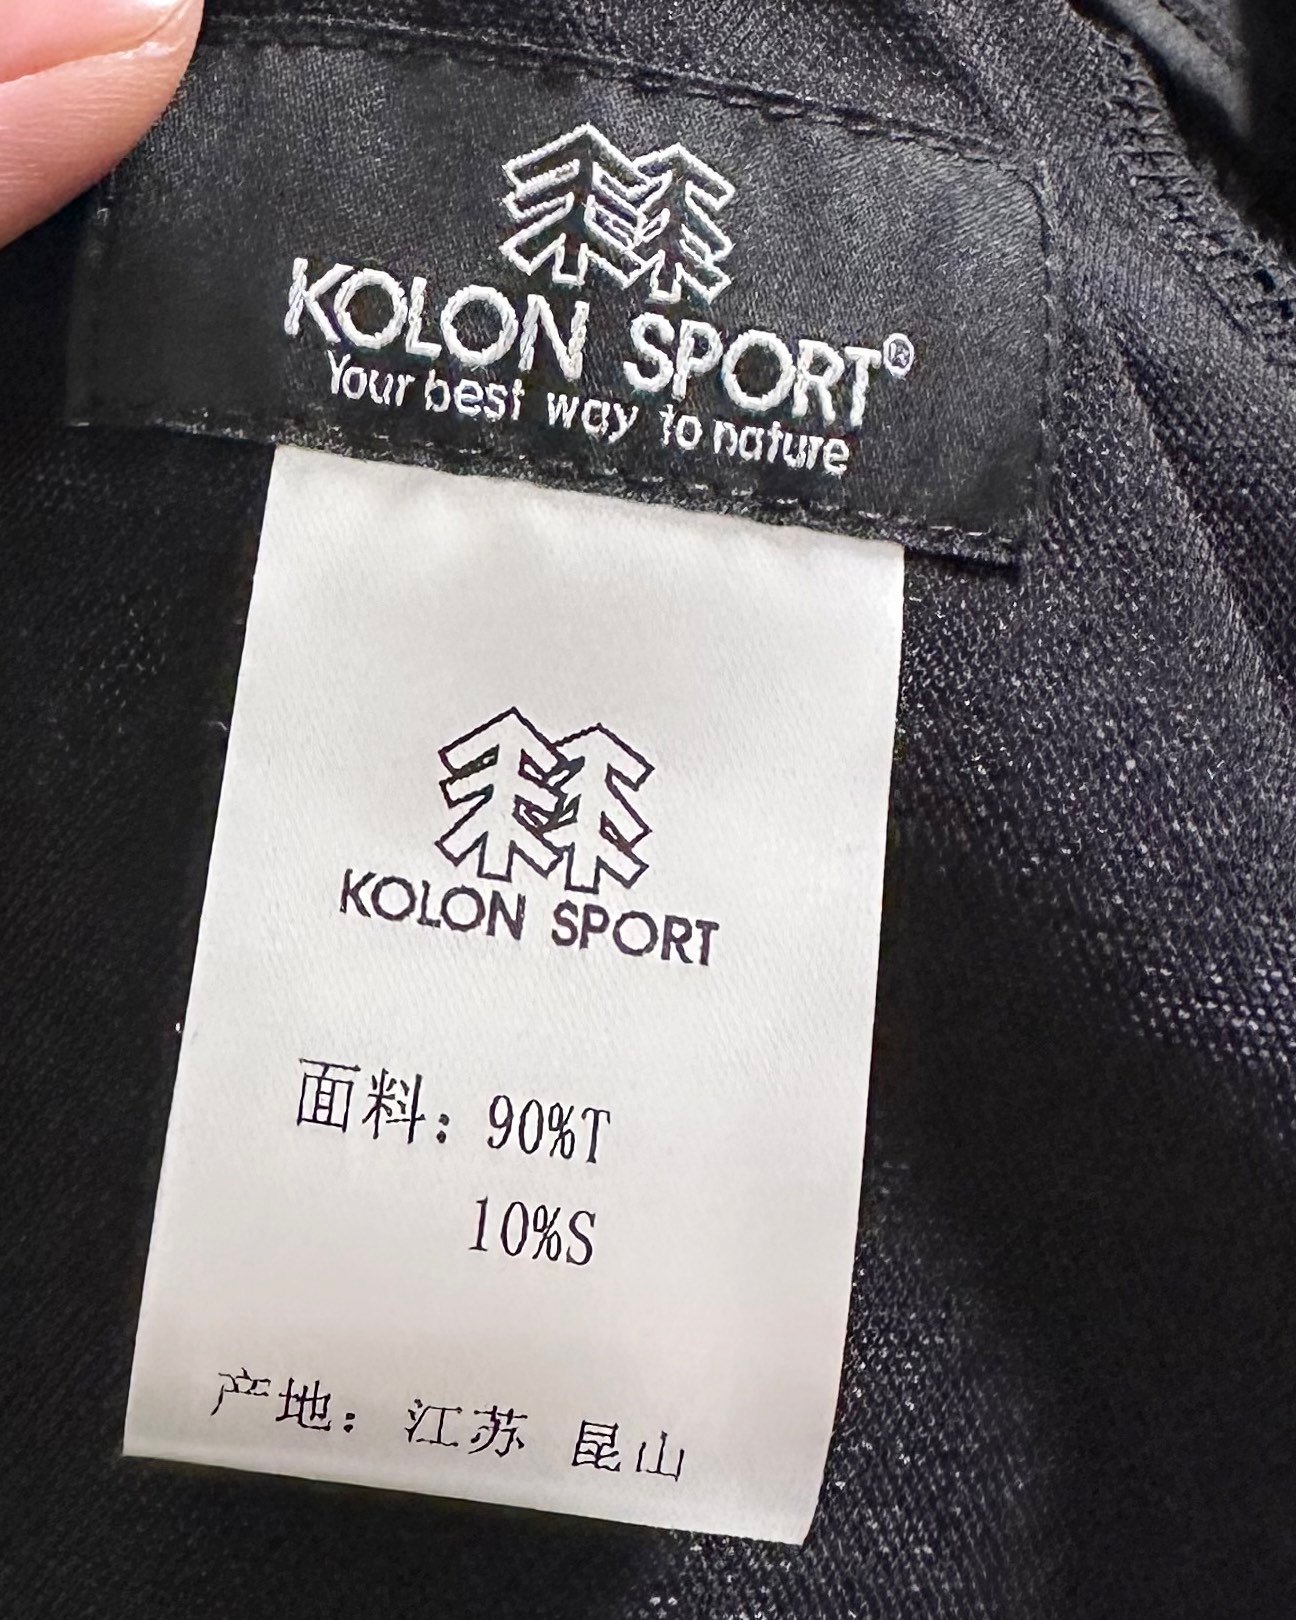 KOLON SPORT®
Your best way to nature
KOLON SPORT
面料：90%T
10%S
产地：江苏 昆山